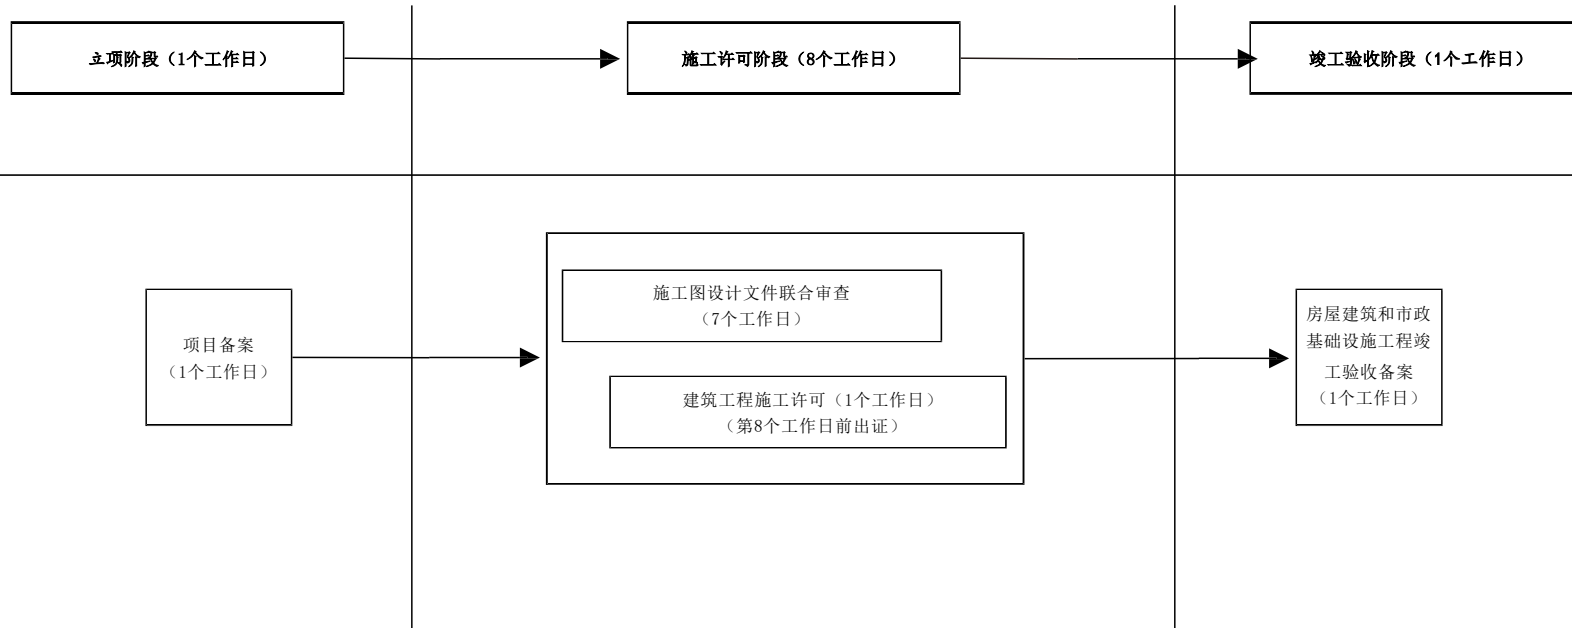 立项阶段（1个工作日）
施工许可阶段（8个工作日）
竣工验收阶段（1个工作日）
项目备案
（1个工作日）
施工图设计文件联合审查
（7个工作日）
建筑工程施工许可（1个工作日）
（第8个工作日前出证）
房屋建筑和市政
基础设施工程竣
工验收备案
（1个工作日）